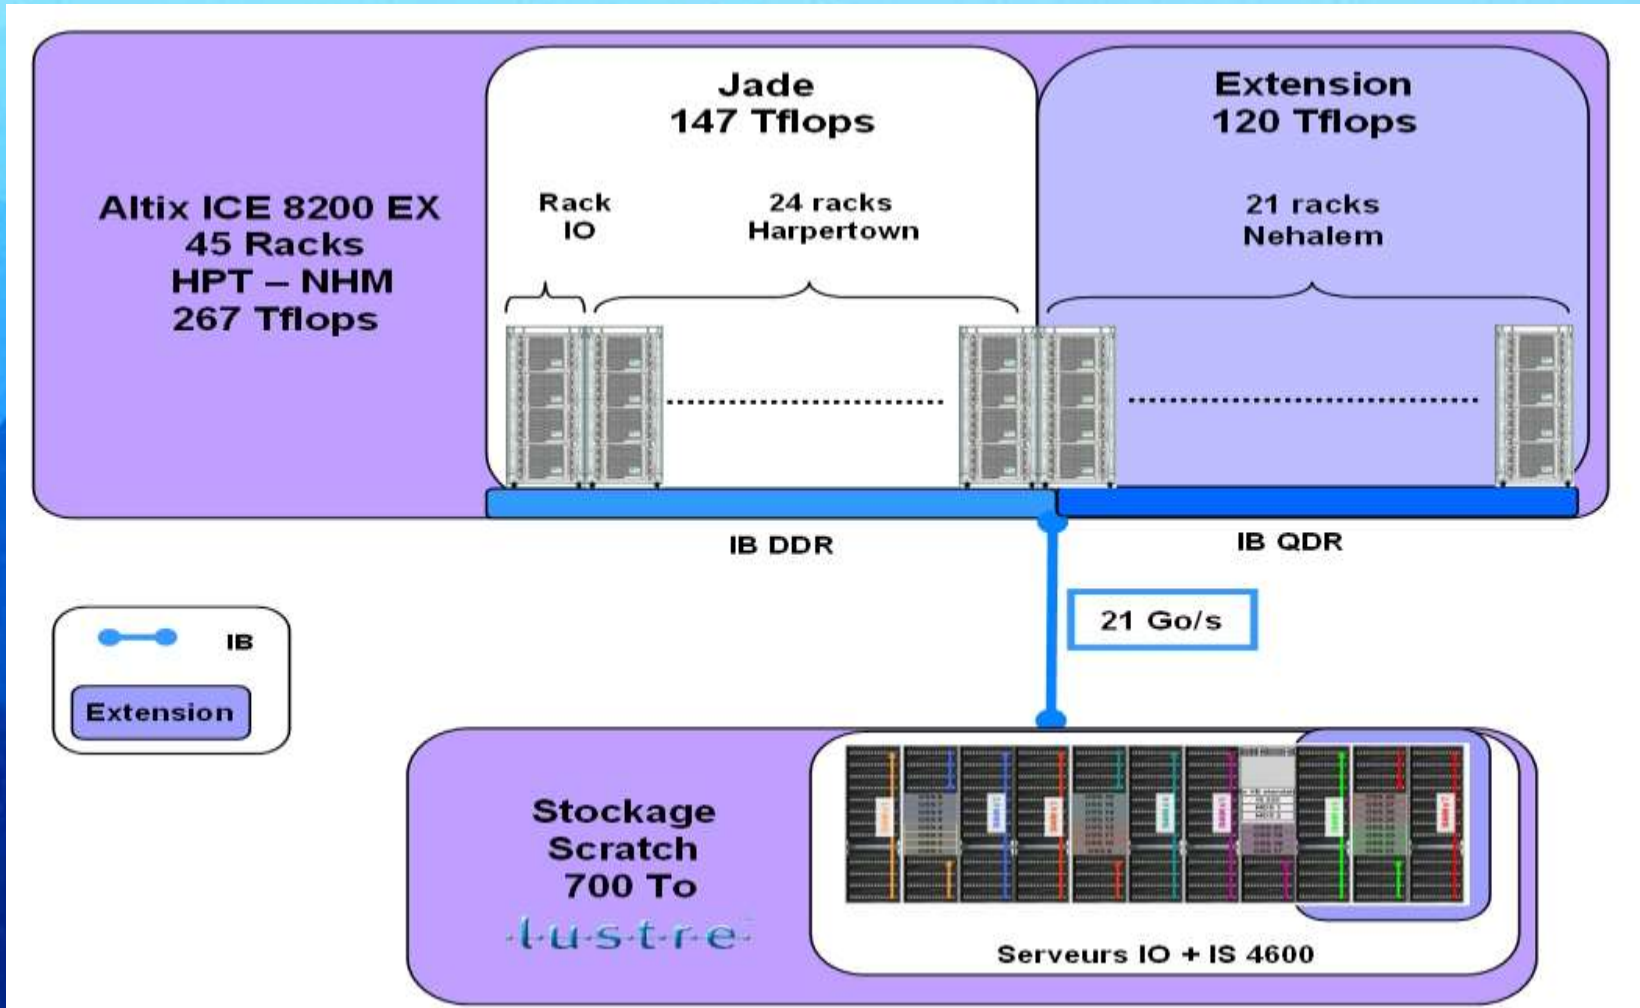 Jade
147 Tflops
Extension
120 Tflops
Altix ICE 8200 EX
45 Racks
HPT – NHM
267 Tflops
Rack
IO
24 racks
Harpertown
21 racks
Nehalem
IB DDR
IB QDR
21 Go/s
IB
Extension
Stockage
Scratch
700 To
lustre
Serveurs IO + IS 4600